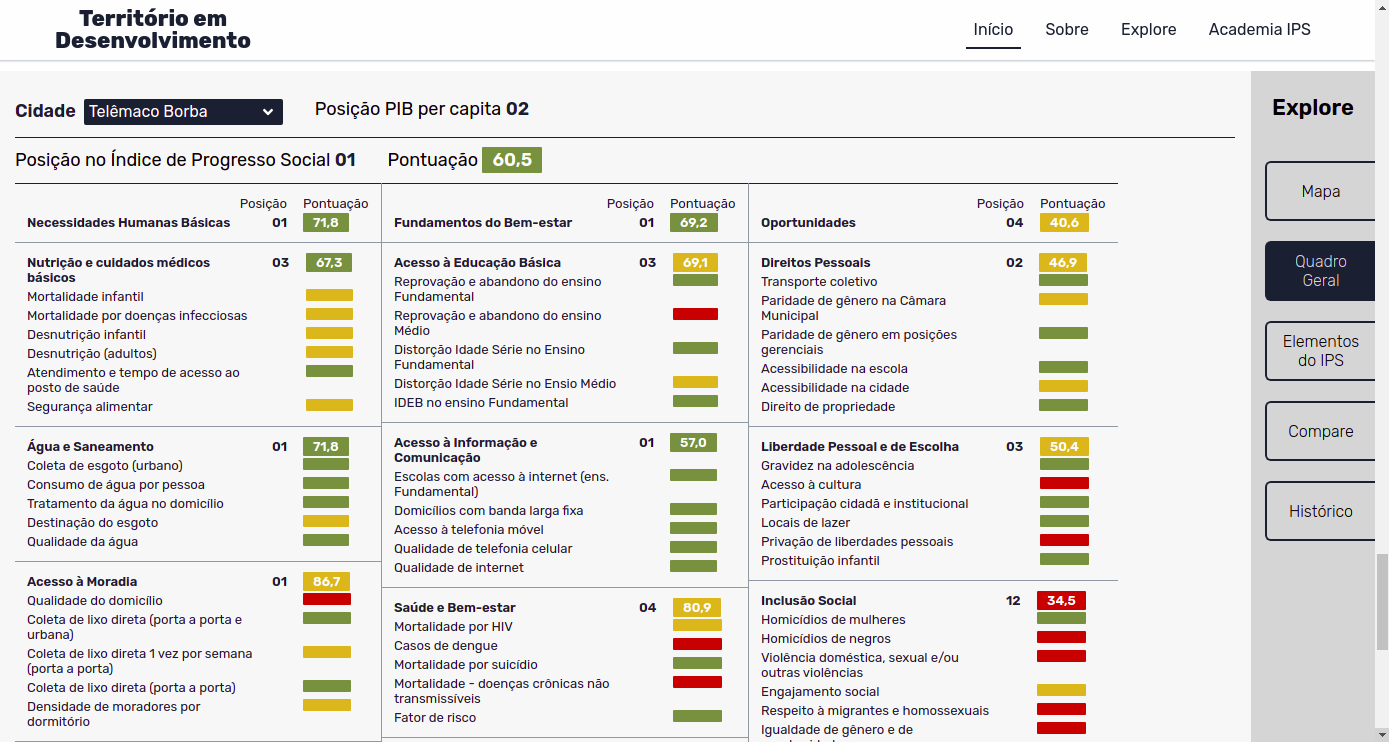 Território em
Desenvolvimento
Início
Sobre
Explore
Academia IPS
Cidade
Telêmaco Borba
Posição PIB per capita 02
Posição no Índice de Progresso Social 01
Pontuação 60,5
Posição Pontuação
Necessidades Humanas Básicas 01 71,8
Nutrição e cuidados médicos 03 67,3
básicos
Mortalidade infantil
Mortalidade por doenças infecciosas
Desnutrição infantil
Desnutrição (adultos)
Atendimento e tempo de acesso ao
posto de saúde
Segurança alimentar
Água e Saneamento 01 71,8
Coleta de esgoto (urbano)
Consumo de água por pessoa
Tratamento da água no domicílio
Destinação do esgoto
Qualidade da água
Acesso à Moradia 01 86,7
Qualidade do domicílio
Coleta de lixo direta (porta a porta e
urbana)
Coleta de lixo direta 1 vez por semana
(porta a porta)
Coleta de lixo direta (porta a porta)
Densidade de moradores por
dormitório
Posição Pontuação
Fundamentos do Bem-estar 01 69,2
Acesso à Educação Básica 03 69,1
Reprovação e abandono do ensino
Fundamental
Reprovação e abandono do ensino
Médio
Distorção Idade Série no Ensino
Fundamental
Distorção Idade Série no Ensio Médio
IDEB no ensino Fundamental
Acesso à Informação e 01 57,0
Comunicação
Escolas com acesso à internet (ens.
Fundamental)
Domicílios com banda larga fixa
Acesso à telefonia móvel
Qualidade de telefonia celular
Qualidade de internet
Saúde e Bem-estar 04 80,9
Mortalidade por HIV
Casos de dengue
Mortalidade por suicídio
Mortalidade - doenças crônicas não
transmissíveis
Fator de risco
Posição Pontuação
Oportunidades 04 40,6
Direitos Pessoais 02 46,9
Transporte coletivo
Paridade de gênero na Câmara
Municipal
Paridade de gênero em posições
gerenciais
Acessibilidade na escola
Acessibilidade na cidade
Direito de propriedade
Liberdade Pessoal e de Escolha 03 50,4
Gravidez na adolescência
Acesso à cultura
Participação cidadã e institucional
Locais de lazer
Privação de liberdades pessoais
Prostituição infantil
Inclusão Social 12 34,5
Homicídios de mulheres
Homicídios de negros
Violência doméstica, sexual e/ou
outras violências
Engajamento social
Respeito à migrantes e homossexuais
Igualdade de gênero e de
Explore
Mapa
Quadro
Geral
Elementos
do IPS
Compare
Histórico